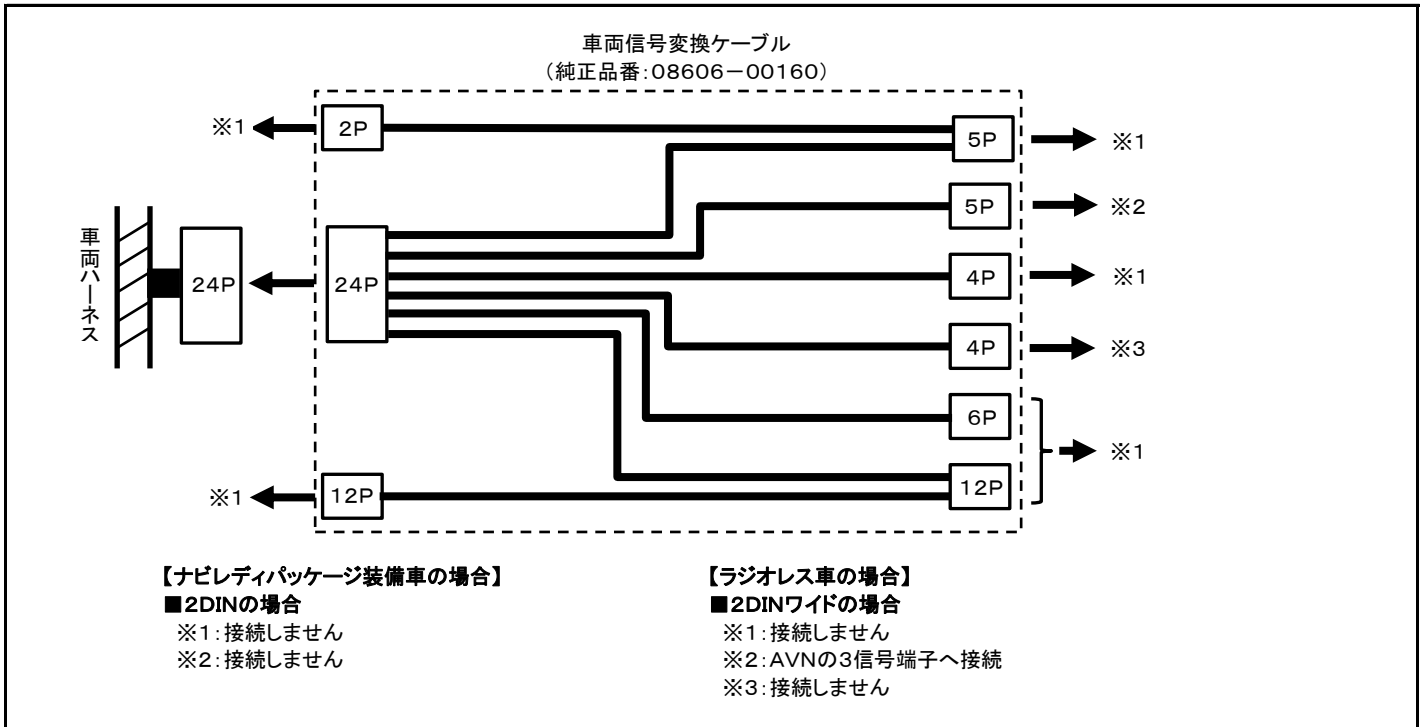 車両信号変換ケーブル
（純正品番：08606－00160）
※1
2P
5P
※1
5P
※2
車両ハーネス
24P
24P
4P
※1
4P
※3
6P
※1
※1
12P
12P
【ナビレディパッケージ装備車の場合】
■2DINの場合
※1：接続しません
※2：接続しません
【ラジオレス車の場合】
■2DINワイドの場合
※1：接続しません
※2：AVNの3信号端子へ接続
※3：接続しません